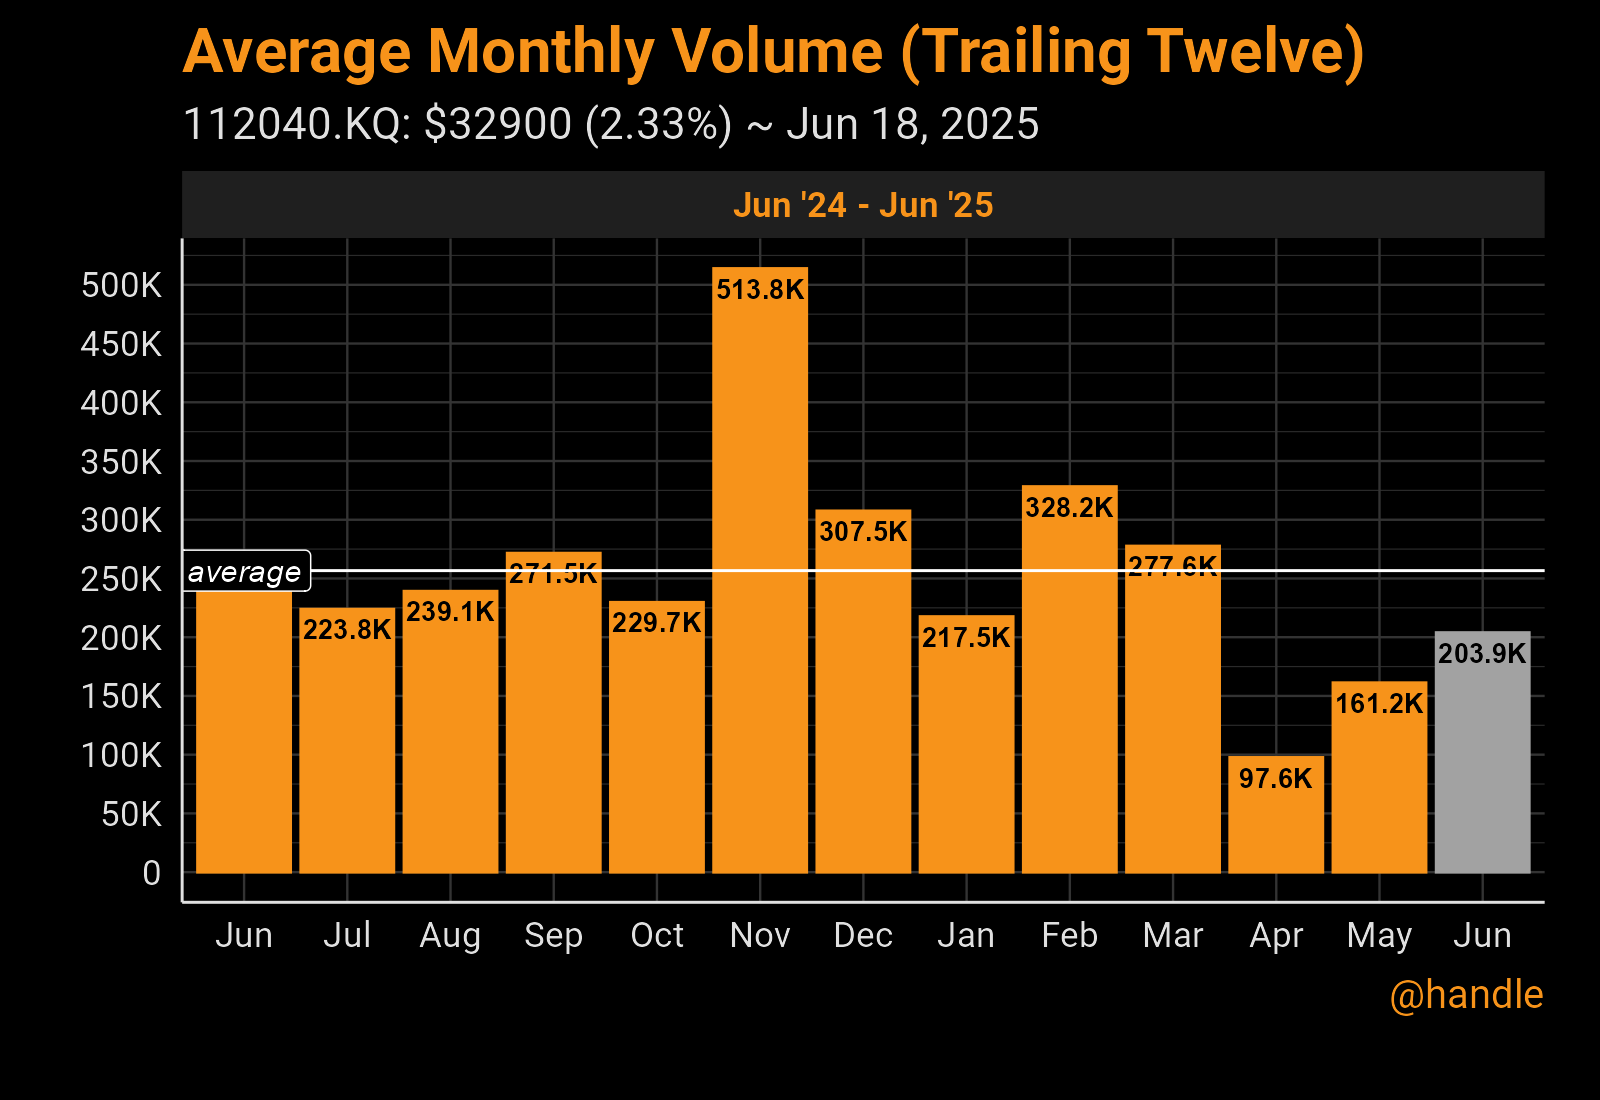 Average Monthly Volume (Trailing Twelve)
112040.KQ: $32900 (2.33%) ~ Jun 18, 2025
Jun '24 - Jun '25
500K
450K
400K
350K
300K
250K
200K
150K
100K
50K
0
average
223.8K
239.1K
271.5K
229.7K
513.8K
307.5K
217.5K
328.2K
277.6K
97.6K
161.2K
203.9K
Jun Jul Aug Sep Oct Nov Dec Jan Feb Mar Apr May Jun
@handle